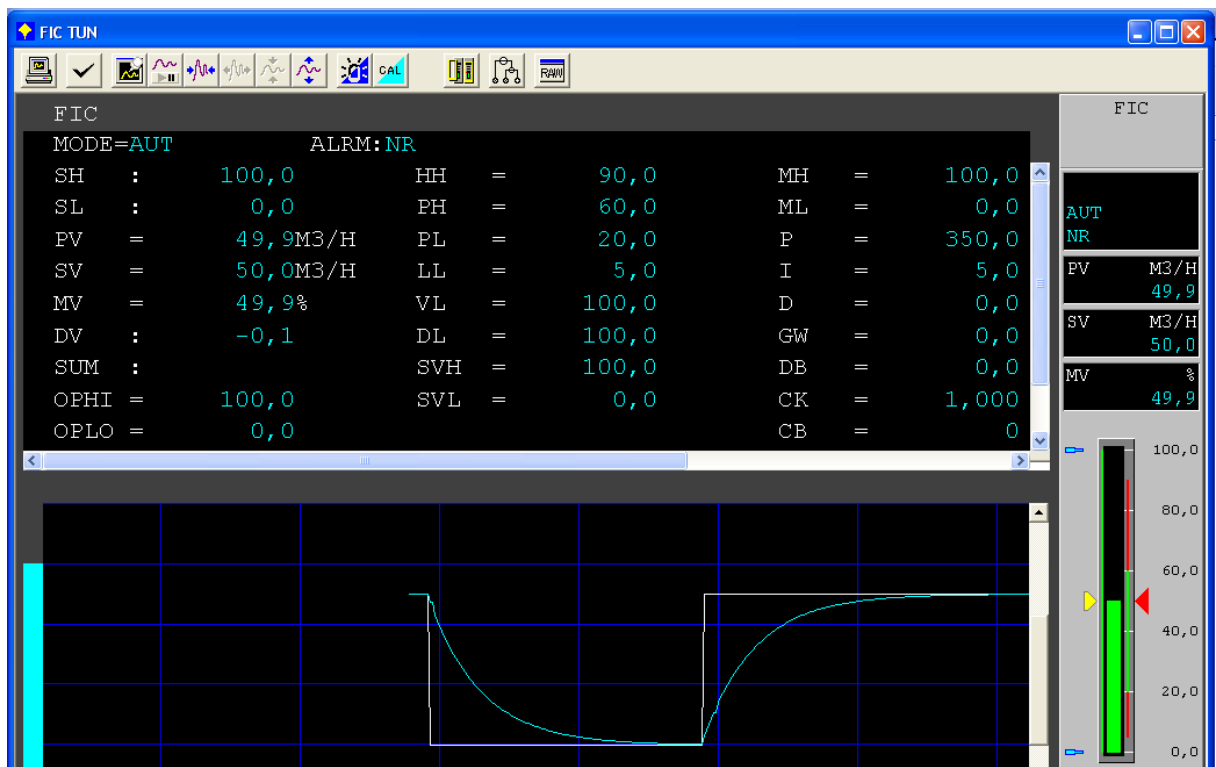 FIC TUN
CAL
RAW
FIC
MODE=AUT ALRM:NR
SH : 100,0 HH = 90,0 MH = 100,0
SL : 0,0 PH = 60,0 ML = 0,0
PV = 49,9M3/H PL = 20,0 P = 350,0
SV = 50,0M3/H LL = 5,0 I = 5,0
MV = 49,9% VL = 100,0 D = 0,0
DV : -0,1 DL = 100,0 GW = 0,0
SUM : SVH = 100,0 DB = 0,0
OPHI = 100,0 SVL = 0,0 CK = 1,000
OPLO = 0,0 CB = 0
FIC
AUT
NR
PV M3/H
49,9
SV M3/H
50,0
MV %
49,9
100,0
80,0
60,0
40,0
20,0
0,0